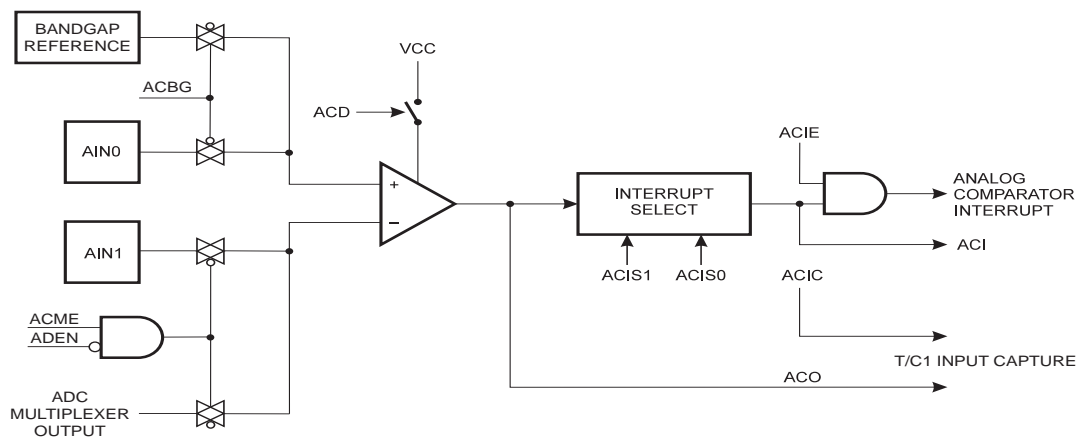 BANDGAP
REFERENCE
ACBG
VCC
ACD
AIN0
ACIE
+
−
INTERRUPT
SELECT
ANALOG
COMPARATOR
INTERRUPT
AIN1
ACI
ACIS1
ACIS0
ACIC
ACME
ADEN
T/C1 INPUT CAPTURE
ACO
ADC
MULTIPLEXER
OUTPUT